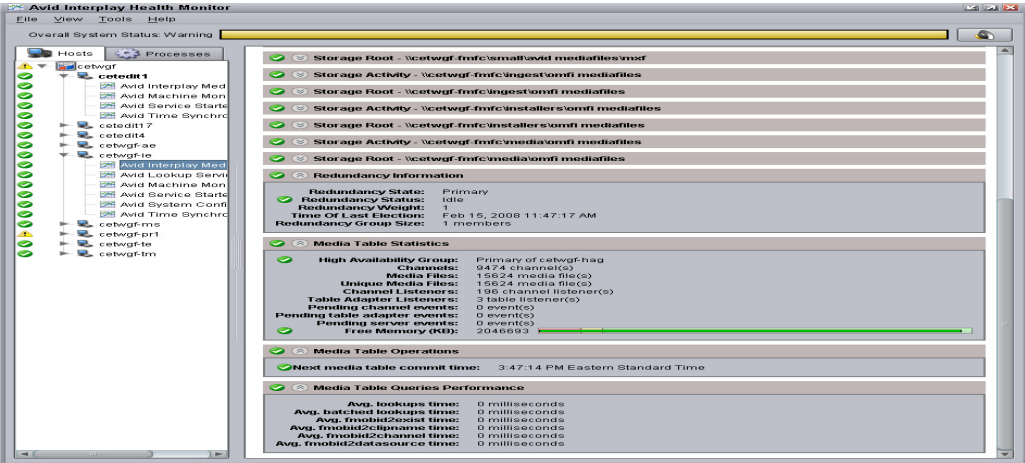 Avid Interplay Health Monitor
File View Tools Help
Overall System Status: Warning
Hosts Processes
cetwgf
cetedit1
Avid Interplay Med
Avid Machine Mon
Avid Service Starte
Avid Time Synchro
cetedit17
cetedit4
cetwgf-ae
cetwgf-ie
Avid Interplay Med
Avid Lookup Servi
Avid Machine Mon
Avid Service Starte
Avid System Confi
Avid Time Synchro
cetwgf-ms
cetwgf-pr1
cetwgf-te
cetwgf-tm
Storage Root - \\cetwgf-fmfc\small\avid mediafiles\mxf
Storage Activity - \\cetwgf-fmfc\ingest\omfi mediafiles
Storage Root - \\cetwgf-fmfc\ingest\omfi mediafiles
Storage Activity - \\cetwgf-fmfc\installers\omfi mediafiles
Storage Root - \\cetwgf-fmfc\installers\omfi mediafiles
Storage Activity - \\cetwgf-fmfc\media\omfi mediafiles
Storage Root - \\cetwgf-fmfc\media\omfi mediafiles
Redundancy Information
Redundancy State: Primary
Redundancy Status: Idle
Redundancy Weight: 1
Time Of Last Election: Feb 15, 2008 11:47:17 AM
Redundancy Group Size: 1 members
Media Table Statistics
High Availability Group: Primary of cetwgf-hag
Channels: 9474 channel(s)
Media Files: 15624 media file(s)
Unique Media Files: 15624 media file(s)
Channel Listeners: 196 channel listener(s)
Table Adapter Listeners: 3 table listener(s)
Pending channel events: 0 event(s)
Pending table adapter events: 0 event(s)
Pending server events: 0 event(s)
Free Memory (KB): 2046693
Media Table Operations
Next media table commit time: 3:47:14 PM Eastern Standard Time
Media Table Queries Performance
Avg. lookups time: 0 milliseconds
Avg. batched lookups time: 0 milliseconds
Avg. fmobid2exist time: 0 milliseconds
Avg. fmobid2clipname time: 0 milliseconds
Avg. fmobid2channel time: 0 milliseconds
Avg. fmobid2datasource time: 0 milliseconds